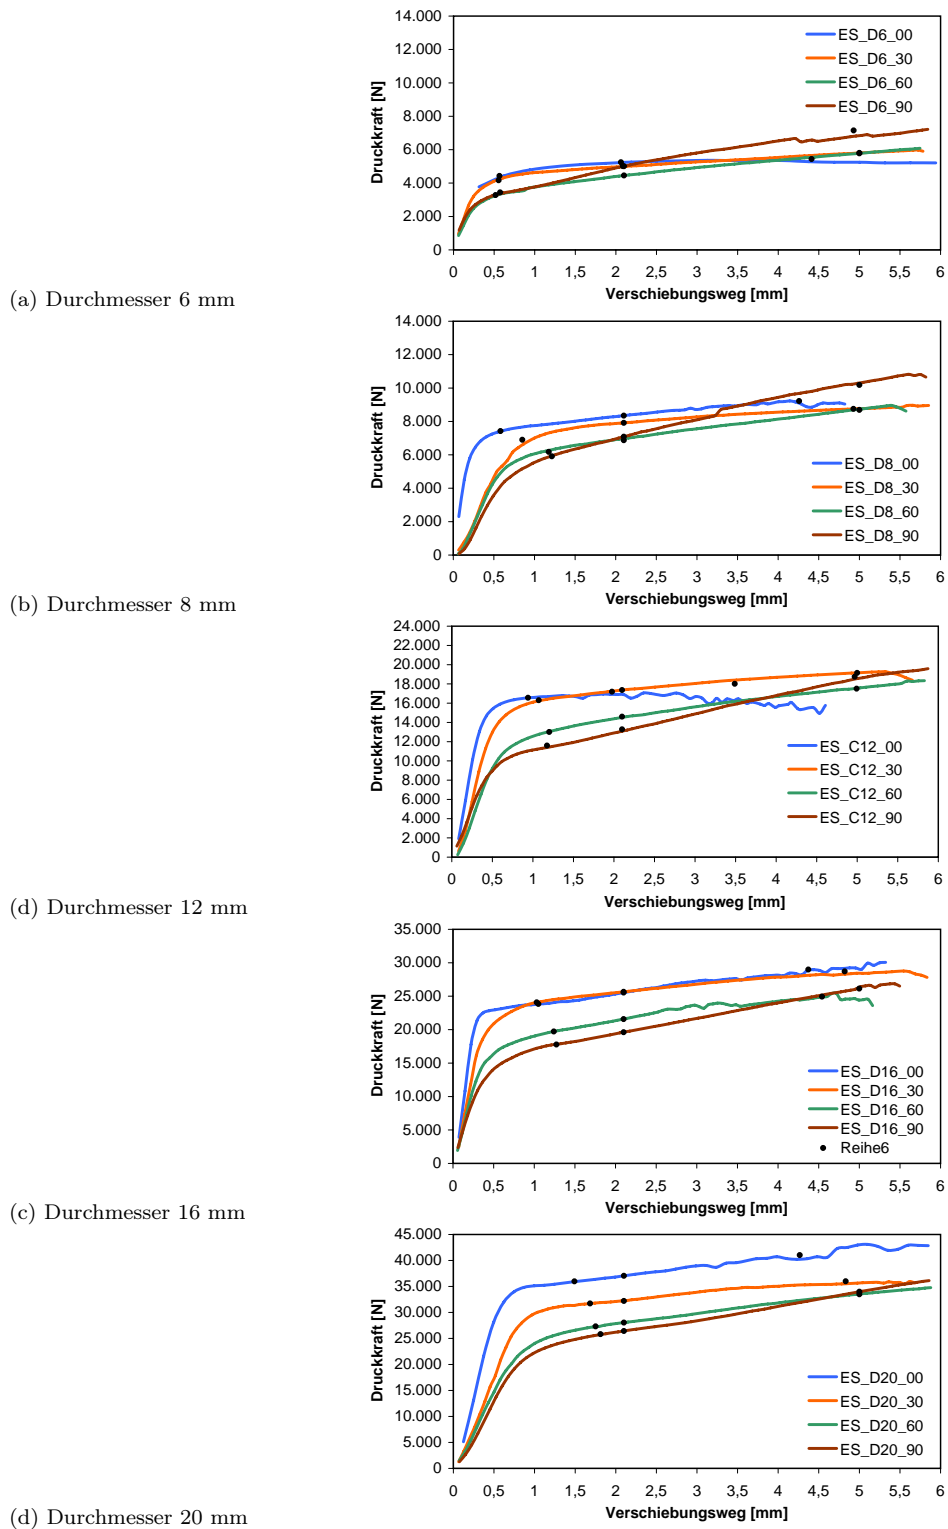 14.000
12.000
10.000
8.000
6.000
4.000
2.000
0
Druckkraft [N]
ES_D6_00
ES_D6_30
ES_D6_60
ES_D6_90
0 0,5 1 1,5 2 2,5 3 3,5 4 4,5 5 5,5 6
Verschiebungsweg [mm]
(a) Durchmesser 6 mm
14.000
12.000
10.000
8.000
6.000
4.000
2.000
0
Druckkraft [N]
ES_D8_00
ES_D8_30
ES_D8_60
ES_D8_90
0 0,5 1 1,5 2 2,5 3 3,5 4 4,5 5 5,5 6
Verschiebungsweg [mm]
(b) Durchmesser 8 mm
24.000
22.000
20.000
18.000
16.000
14.000
12.000
10.000
8.000
6.000
4.000
2.000
0
Druckkraft [N]
ES_C12_00
ES_C12_30
ES_C12_60
ES_C12_90
0 0,5 1 1,5 2 2,5 3 3,5 4 4,5 5 5,5 6
Verschiebungsweg [mm]
(d) Durchmesser 12 mm
35.000
30.000
25.000
20.000
15.000
10.000
5.000
0
Druckkraft [N]
ES_D16_00
ES_D16_30
ES_D16_60
ES_D16_90
Reihe6
0 0,5 1 1,5 2 2,5 3 3,5 4 4,5 5 5,5 6
Verschiebungsweg [mm]
(c) Durchmesser 16 mm
45.000
40.000
35.000
30.000
25.000
20.000
15.000
10.000
5.000
0
Druckkraft [N]
ES_D20_00
ES_D20_30
ES_D20_60
ES_D20_90
0 0,5 1 1,5 2 2,5 3 3,5 4 4,5 5 5,5 6
Verschiebungsweg [mm]
(d) Durchmesser 20 mm